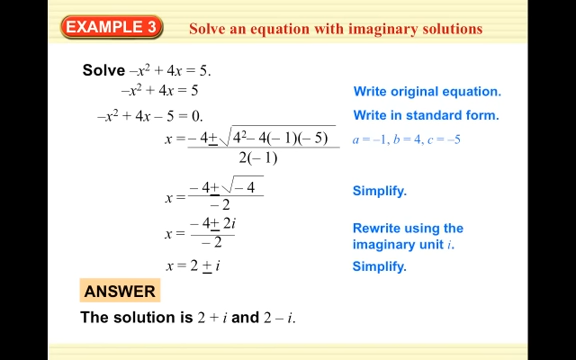 EXAMPLE 3 Solve an equation with imaginary solutions
Solve –x² + 4x = 5.
–x² + 4x = 5 Write original equation.
–x² + 4x – 5 = 0. Write in standard form.
x = – 4 ± √4² – 4(– 1)(– 5) / 2(– 1) a = –1, b = 4, c = –5
x = – 4 ± √– 4 / – 2 Simplify.
x = – 4 ± 2i / – 2 Rewrite using the
imaginary unit i.
x = 2 ± i Simplify.
ANSWER
The solution is 2 + i and 2 – i.